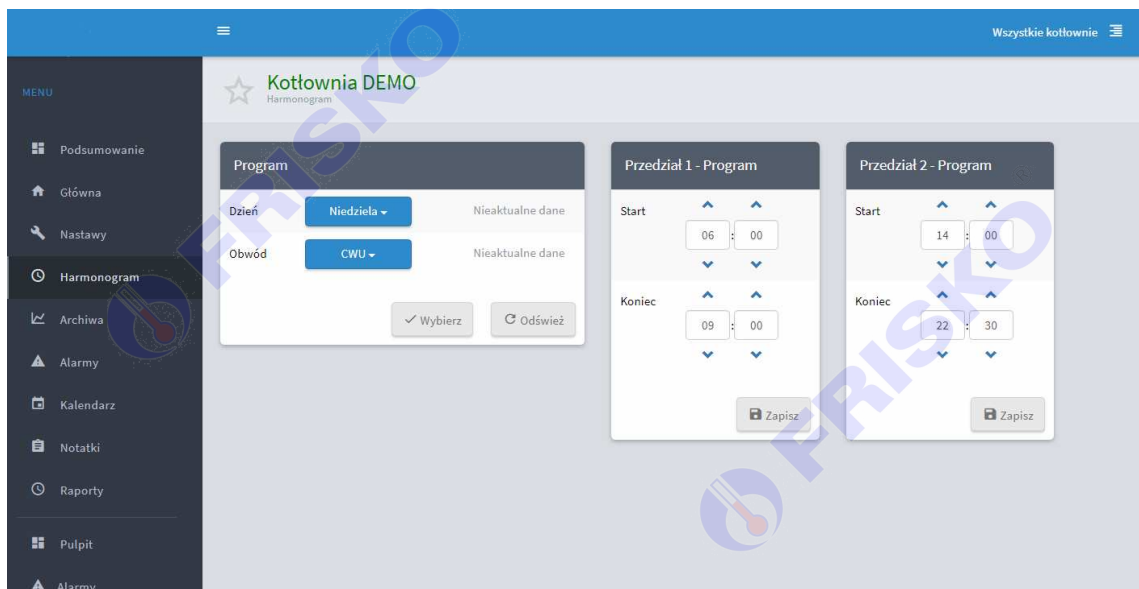 Wszystkie kotłownie
MENU
Podsumowanie
Główna
Nastawy
Harmonogram
Archiwa
Alarmy
Kalendarz
Notatki
Raporty
Pulpit
Alarmy
Kotłownia DEMO
Harmonogram
Program
Dzień Niedziela Nieaktualne dane
Obwód CWU Nieaktualne dane
Wybierz Odśwież
Przedział 1 - Program
Start
06 : 00
Koniec
09 : 00
Zapisz
Przedział 2 - Program
Start
14 : 00
Koniec
22 : 30
Zapisz
FRISKO
FRISKO